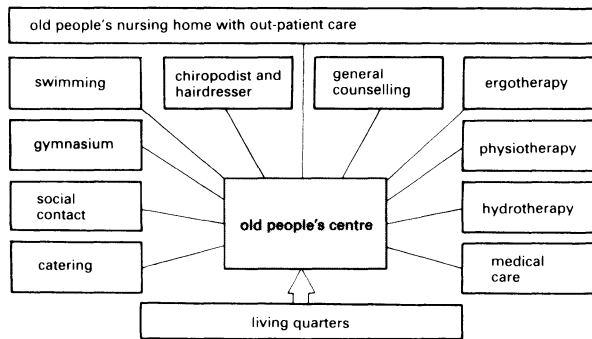 old people's nursing home with out-patient care
swimming
chiropodist and
hairdresser
general
counselling
ergotherapy
gymnasium
physiotherapy
social
contact
old people's centre
hydrotherapy
catering
medical
care
living quarters